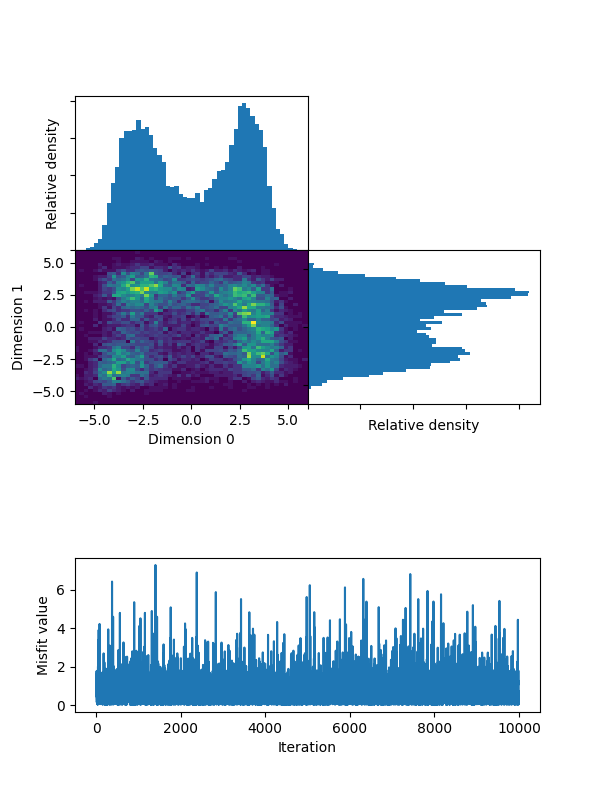 Relative density
Dimension 1
5.0
2.5
0.0
−2.5
−5.0
−5.0 −2.5 0.0 2.5 5.0
Dimension 0
Relative density
Misfit value
6
4
2
0
0 2000 4000 6000 8000 10000
Iteration